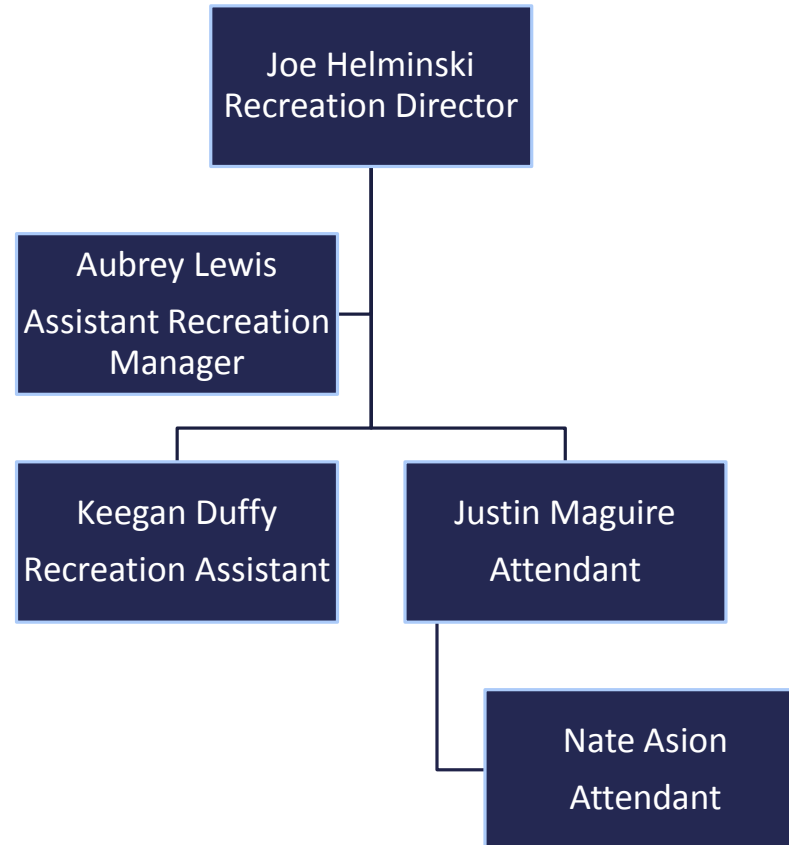 Joe Helminski
Recreation Director
Aubrey Lewis
Assistant Recreation
Manager
Keegan Duffy
Recreation Assistant
Justin Maguire
Attendant
Nate Asion
Attendant